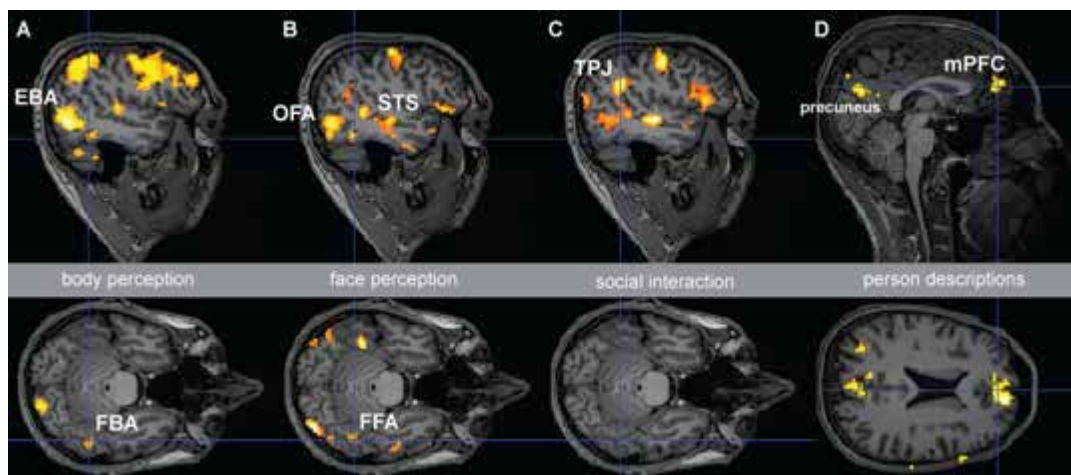 A
B
C
D
EBA
OFA
STS
TPJ
mPFC
precuneus
body perception
face perception
social interaction
person descriptions
FBA
FFA